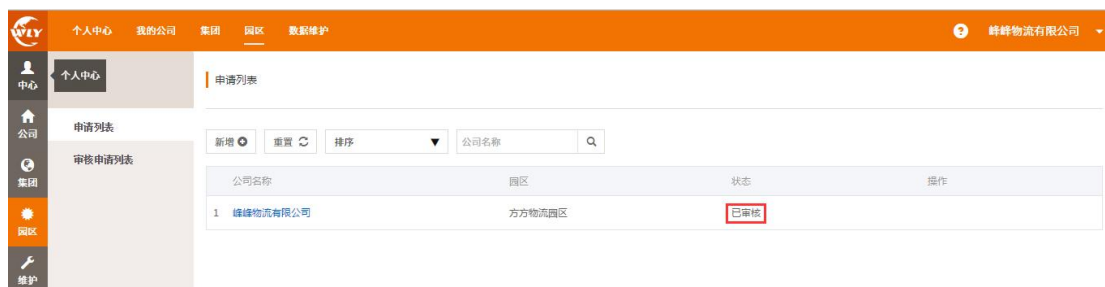 WLY 个人中心 我的公司 集团 园区 数据维护 ? 峰峰物流有限公司
中心 个人中心
申请列表
公司 申请列表
新增 重置 排序 公司名称
审核申请列表
集团
公司名称 园区 状态 操作
园区
1 峰峰物流有限公司 方方物流园区 已审核
维护